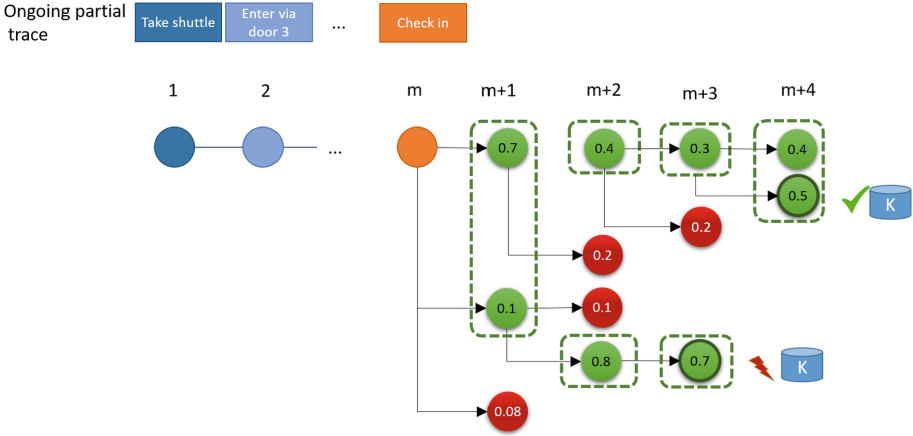 Ongoing partial trace
Take shuttle
Enter via door 3
...
Check in
1
2
m
m+1
m+2
m+3
m+4
...
0.7
0.4
0.3
0.4
0.5
K
0.2
0.2
0.1
0.1
0.8
0.7
K
0.08